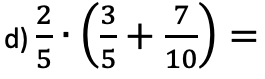 d) 2/5 · (3/5 + 7/10) =